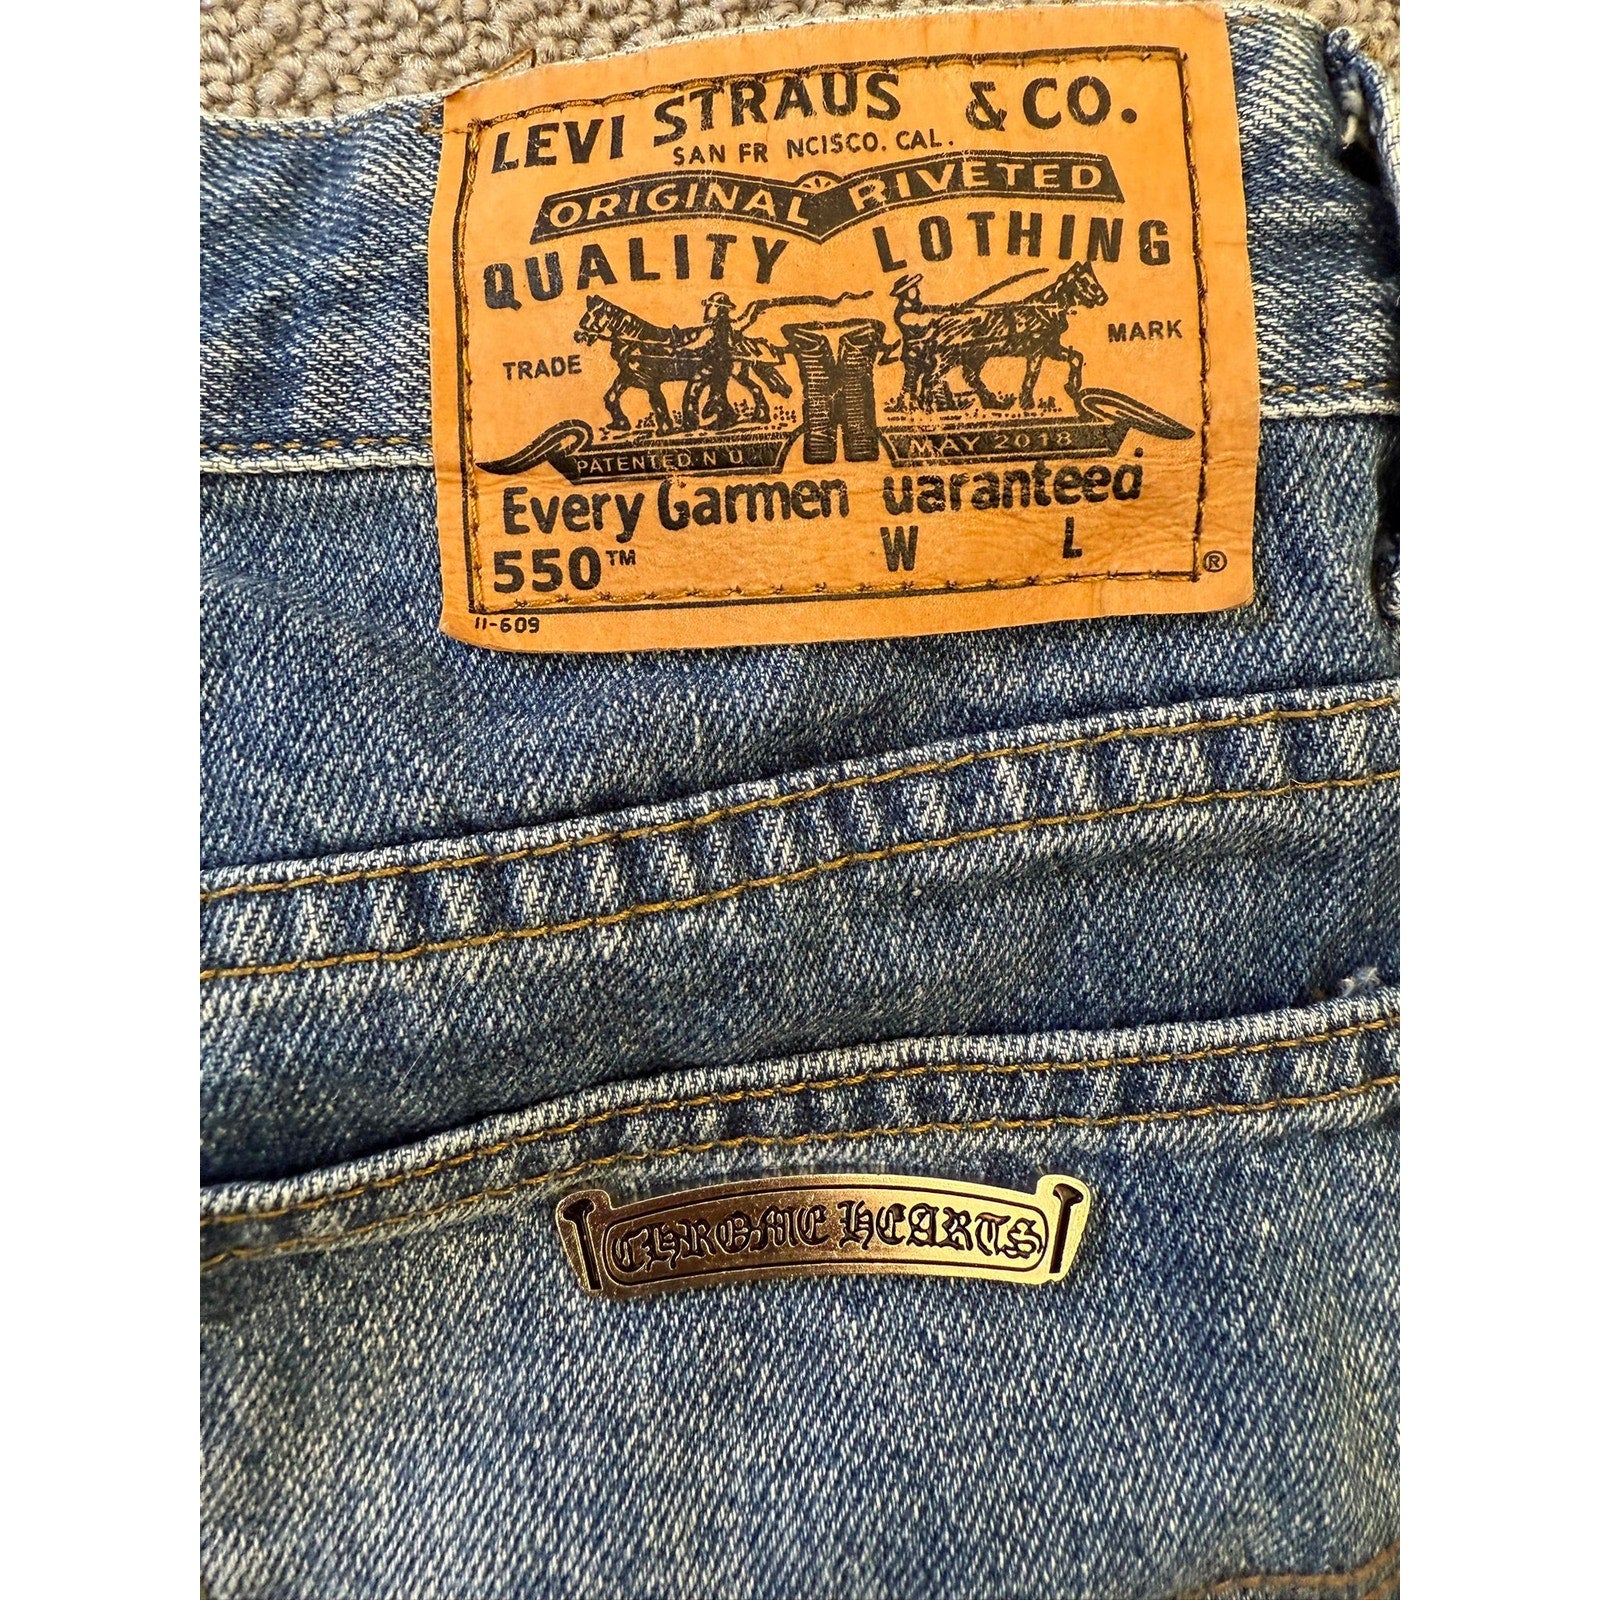 LEVI STRAUS & CO.
SAN FR NCISCO. CAL.
ORIGINAL RIVETED
QUALITY LOTHING
TRADE MARK
PATENTED N U MAY 2018
Every Garmen uaranteed.
550™ W L
®
11-609
CHROME HEARTS